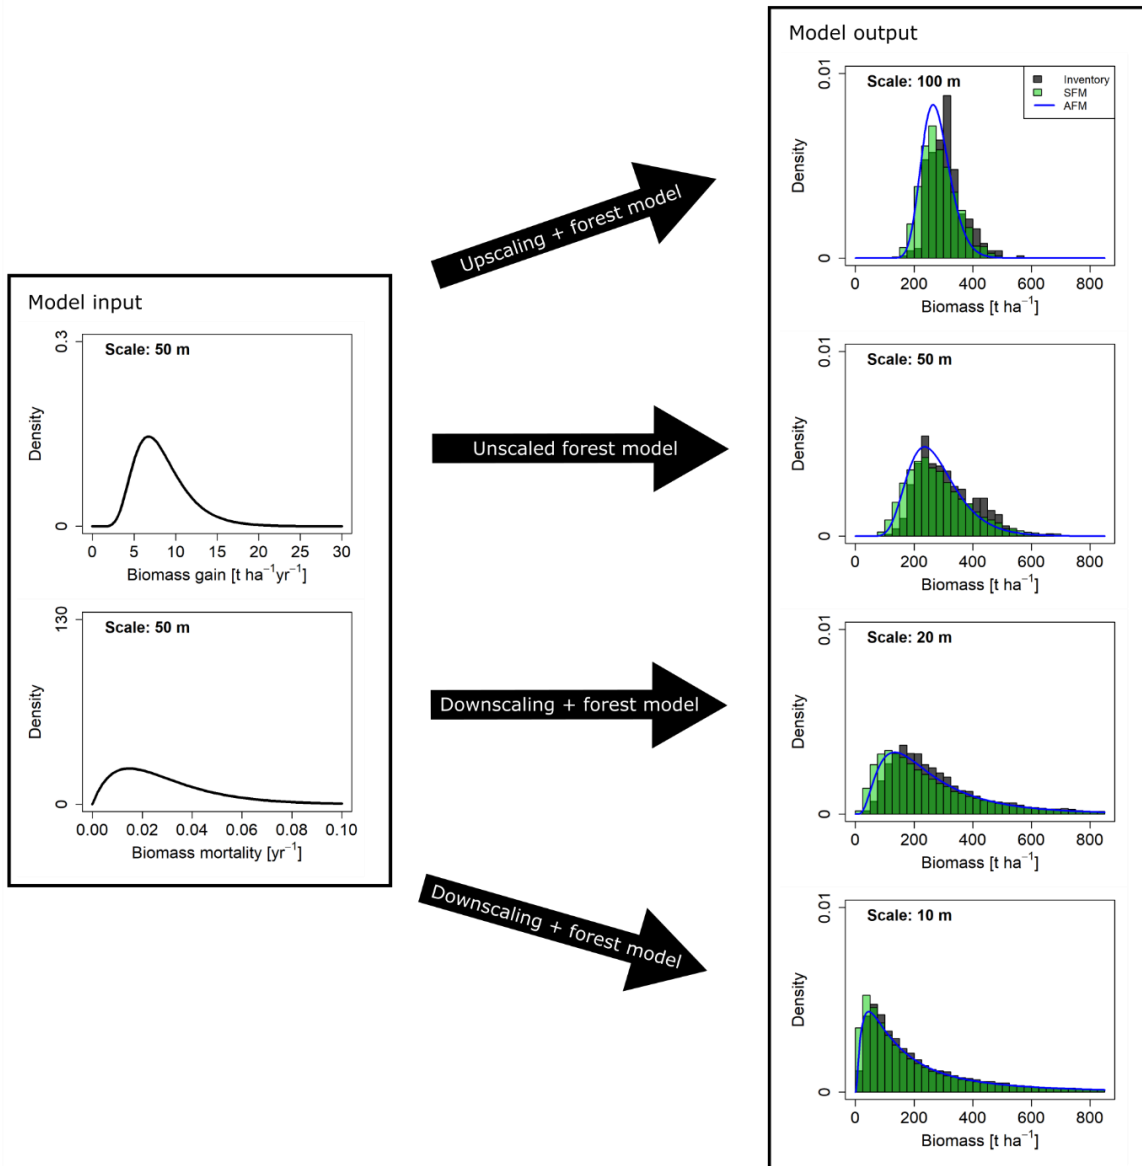 Model input
0.3
Scale: 50 m
Density
0
0 5 10 15 20 25 30
Biomass gain [t ha⁻¹yr⁻¹]
130
Scale: 50 m
Density
0
0.00 0.02 0.04 0.06 0.08 0.10
Biomass mortality [yr⁻¹]
Upscaling + forest model
Unscaled forest model
Downscaling + forest model
Downscaling + forest model
Model output
0.01
Scale: 100 m
Inventory
SFM
AFM
Density
0
200 400 600 800
Biomass [t ha⁻¹]
0.01
Scale: 50 m
Density
0
0 200 400 600 800
Biomass [t ha⁻¹]
0.01
Scale: 20 m
Density
0
0 200 400 600 800
Biomass [t ha⁻¹]
0.01
Scale: 10 m
Density
0
0 200 400 600 800
Biomass [t ha⁻¹]